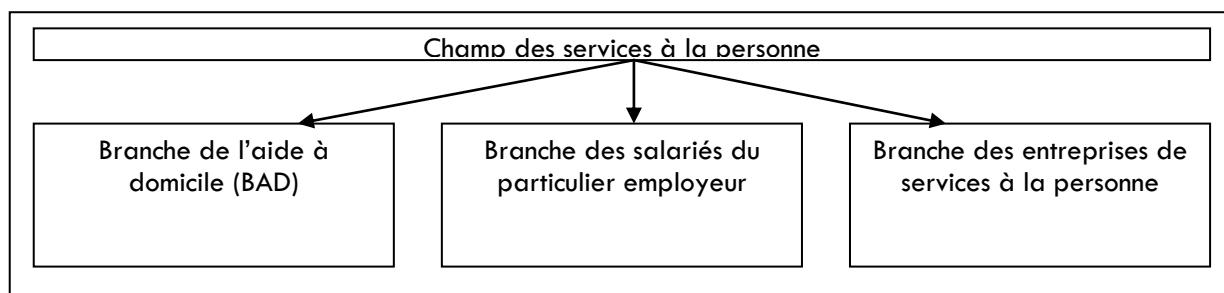 Champ des services à la personne
Branche de l’aide à
domicile (BAD)
Branche des salariés du
particulier employeur
Branche des entreprises de
services à la personne